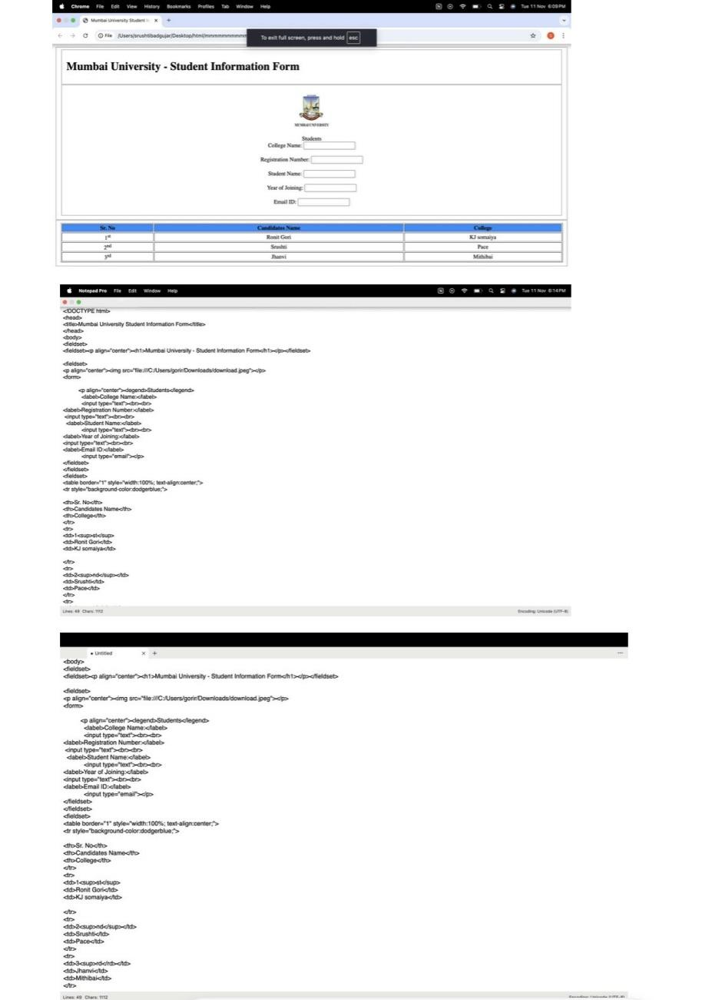 Chrome File Edit View History Bookmarks Profiles Tab Window Help Tue 11 Nov 6:09PM
Mumbai University Student I
File /Users/srushtibadgujar/Desktop/html/
To exit full screen, press and hold esc
Mumbai University - Student Information Form
MUMBAI UNIVERSITY
Students
College Name:
Registration Number:
Student Name:
Year of Joining:
Email ID:
Sr. No Candidates Name College
1st Ronit Gori KJ somaiya
2nd Srushti Pace
3rd Jhanvi Mithibai
Notepad Pro File Edit Window Help Tue 11 Nov 6:14PM
<!DOCTYPE html>
<head>
<title>Mumbai University Student Information Form</title>
</head>
<body>
<fieldset>
<fieldset><p align="center"><h1>Mumbai University - Student Information Form</h1></p></fieldset>
<fieldset>
<p align="center"><img src="file:///C:/Users/gorir/Downloads/download.jpeg"></p>
<form>
<p align="center"><legend>Students</legend>
<label>College Name:</label>
<input type="text"><br><br>
<label>Registration Number:</label>
<input type="text"><br><br>
<label>Student Name:</label>
<input type="text"><br><br>
<label>Year of Joining:</label>
<input type="text"><br><br>
<label>Email ID:</label>
<input type="email"></p>
</fieldset>
</fieldset>
<fieldset>
<table border="1" style="width:100%; text-align:center;">
<tr style="background-color:dodgerblue;">
<th>Sr. No</th>
<th>Candidates Name</th>
<th>College</th>
</tr>
<tr>
<td>1<sup>st</sup>
<td>Ronit Gori</td>
<td>KJ somaiya</td>
</tr>
<tr>
<td>2<sup>nd</sup></td>
<td>Srushti</td>
<td>Pace</td>
</tr>
<tr>
Lines: 49 Chars: 1112 Encoding: Unicode (UTF-8)
Untitled
<body>
<fieldset>
<fieldset><p align="center"><h1>Mumbai University - Student Information Form</h1></p></fieldset>
<fieldset>
<p align="center"><img src="file:///C:/Users/gorir/Downloads/download.jpeg"></p>
<form>
<p align="center"><legend>Students</legend>
<label>College Name:</label>
<input type="text"><br><br>
<label>Registration Number:</label>
<input type="text"><br><br>
<label>Student Name:</label>
<input type="text"><br><br>
<label>Year of Joining:</label>
<input type="text"><br><br>
<label>Email ID:</label>
<input type="email"></p>
</fieldset>
</fieldset>
<fieldset>
<table border="1" style="width:100%; text-align:center;">
<tr style="background-color:dodgerblue;">
<th>Sr. No</th>
<th>Candidates Name</th>
<th>College</th>
</tr>
<tr>
<td>1<sup>st</sup>
<td>Ronit Gori</td>
<td>KJ somaiya</td>
</tr>
<tr>
<td>2<sup>nd</sup></td>
<td>Srushti</td>
<td>Pace</td>
</tr>
<tr>
<td>3<sup>rd</rd></td>
<td>Jhanvi</td>
<td>Mithibai</td>
</tr>
Lines: 49 Chars: 1112 Encoding: Unicode (UTF-8)